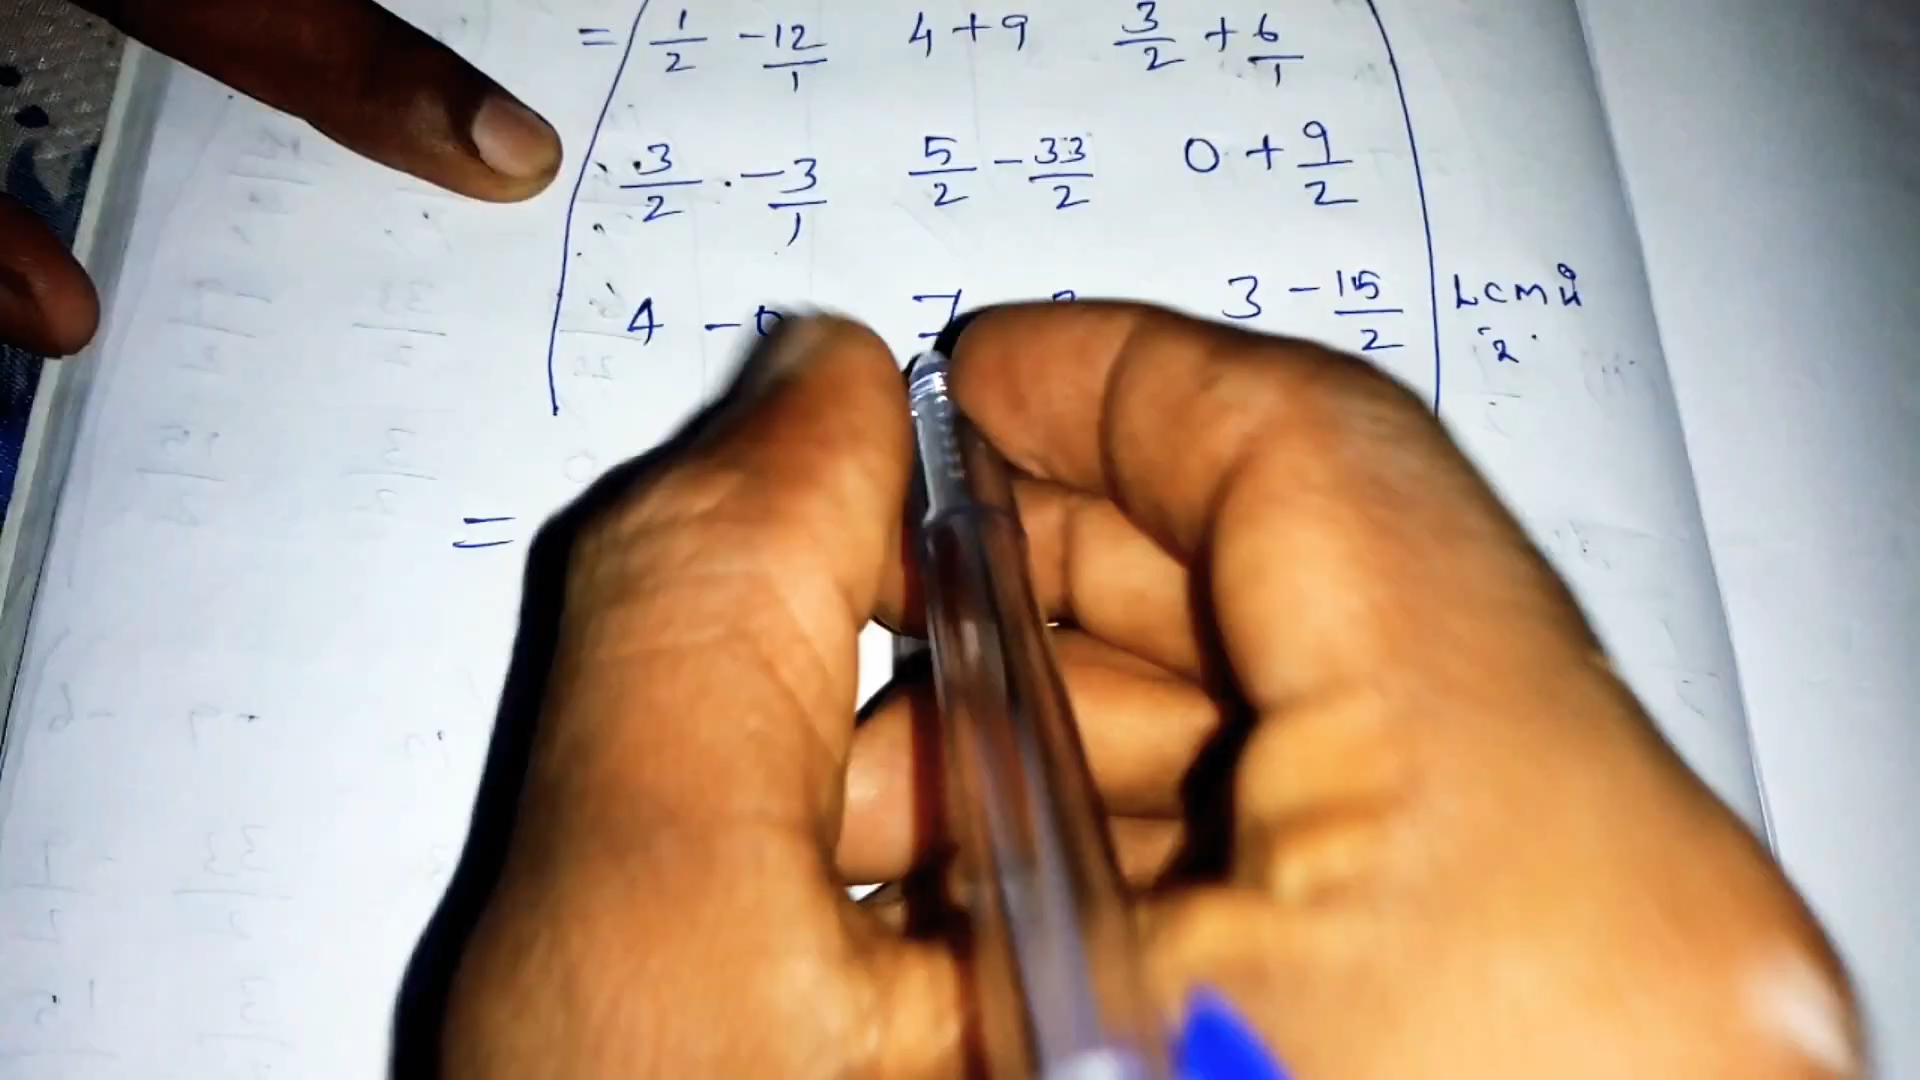 = 1/2 - 12/1 4 + 9 3/2 + 6/1
3/2 - 3/1 5/2 - 33/2 0 + 9/2
4 - 7 3 - 15/2 LCM is 2
=